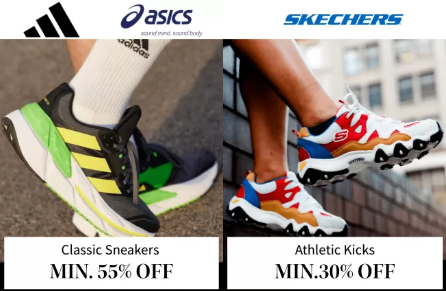 asics
sound mind, sound body
SKECHERS
adidas
S
Classic Sneakers
MIN. 55% OFF
Athletic Kicks
MIN.30% OFF